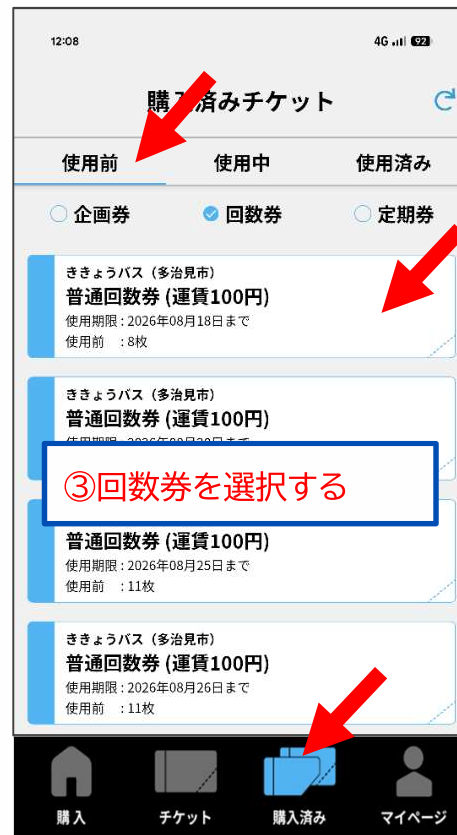 12:08
4G 92
購入済みチケット
使用前 使用中 使用済み
企画券 回数券 定期券
ききょうバス（多治見市）
普通回数券 (運賃100円)
使用期限 : 2026年08月18日まで
使用前 : 8枚
ききょうバス（多治見市）
普通回数券 (運賃100円)
③回数券を選択する
普通回数券 (運賃100円)
使用期限 : 2026年08月25日まで
使用前 : 11枚
ききょうバス（多治見市）
普通回数券 (運賃100円)
使用期限 : 2026年08月26日まで
使用前 : 11枚
購入 チケット 購入済み マイページ